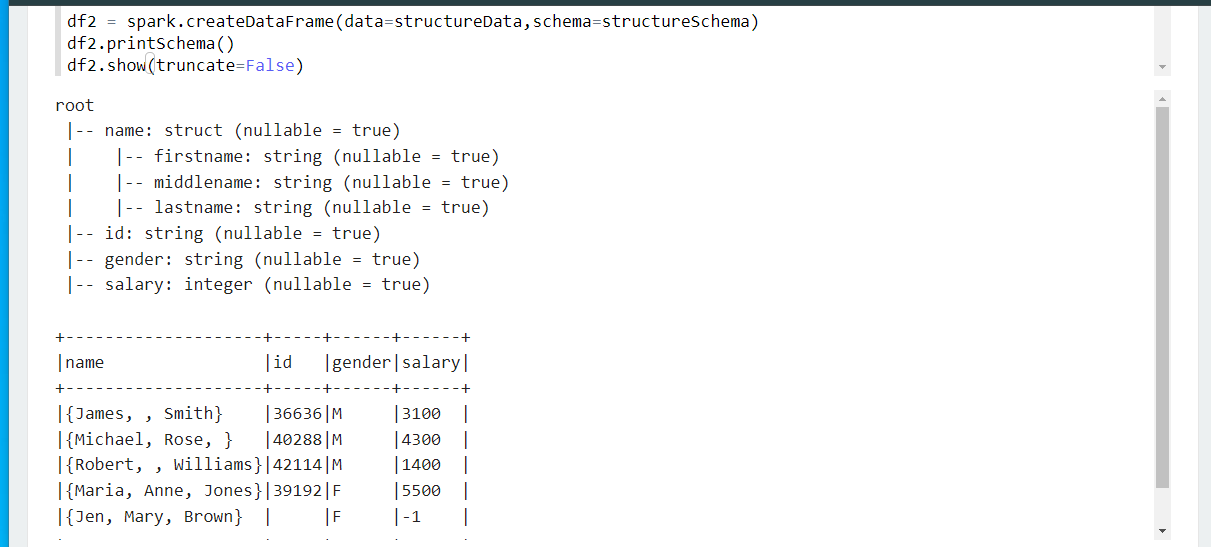 df2 = spark.createDataFrame(data=structureData,schema=structureSchema)
df2.printSchema()
df2.show(truncate=False)
root
 |-- name: struct (nullable = true)
 |    |-- firstname: string (nullable = true)
 |    |-- middlename: string (nullable = true)
 |    |-- lastname: string (nullable = true)
 |-- id: string (nullable = true)
 |-- gender: string (nullable = true)
 |-- salary: integer (nullable = true)
+--------------------+-----+------+------+
|name                |id   |gender|salary|
+--------------------+-----+------+------+
|{James, , Smith}    |36636|M     |3100  |
|{Michael, Rose, }   |40288|M     |4300  |
|{Robert, , Williams}|42114|M     |1400  |
|{Maria, Anne, Jones}|39192|F     |5500  |
|{Jen, Mary, Brown}  |     |F     |-1    |